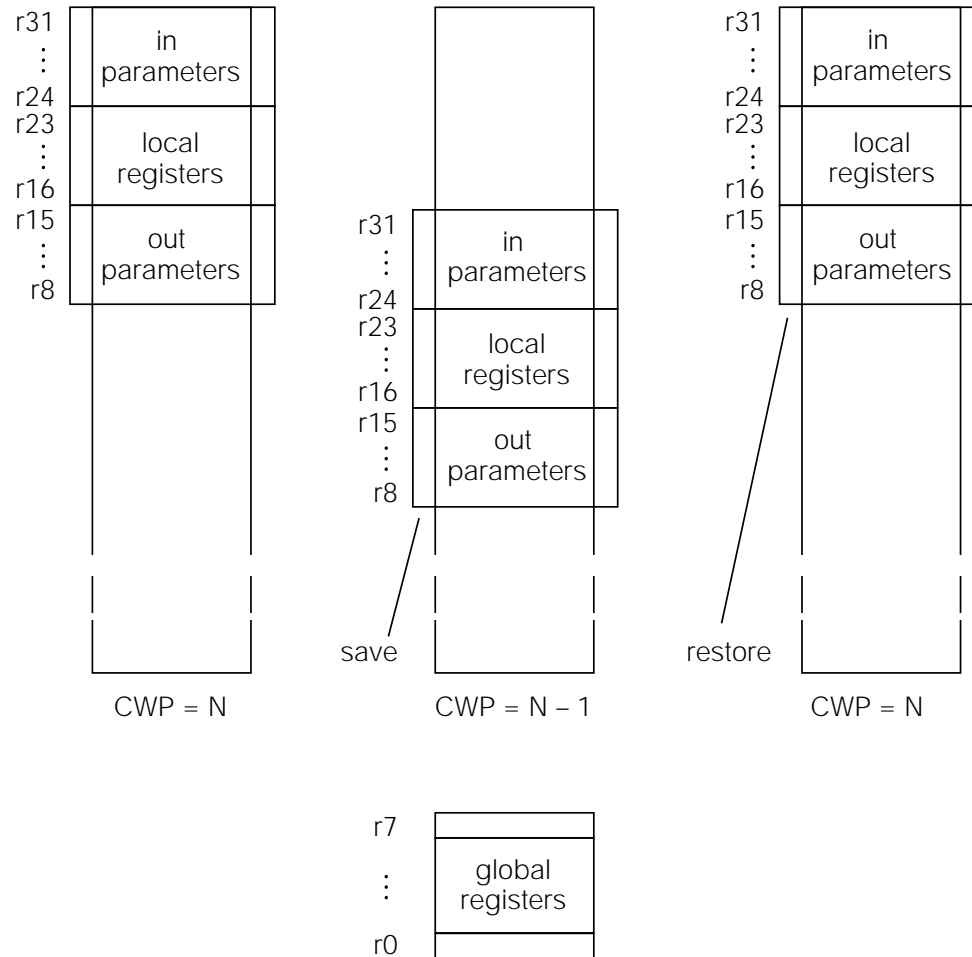 r31
in
parameters
⋮
r24
r23
local
registers
⋮
r16
r15
out
parameters
⋮
r8
CWP = N
r31
in
parameters
⋮
r24
r23
local
registers
⋮
r16
r15
out
parameters
⋮
r8
save
CWP = N – 1
r31
in
parameters
⋮
r24
r23
local
registers
⋮
r16
r15
out
parameters
⋮
r8
restore
CWP = N
r7
global
registers
⋮
r0